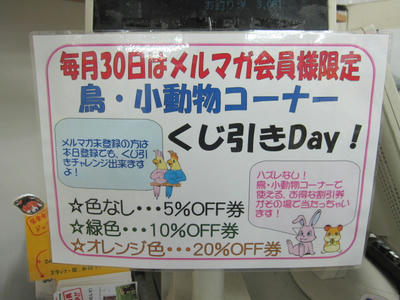 毎月30日はメルマガ会員様限定
鳥・小動物コーナー
くじ引きDay！
メルマガ未登録の方は
本日登録でも、くじ引
きチャレンジ出来ます
よ！
ハズレなし！
鳥・小動物コーナーで
使える、お得な割引券
がその場で当たっちゃい
ます！
☆色なし・・・5％OFF券
☆緑色・・・10％OFF券
☆オレンジ色・・・20％OFF券